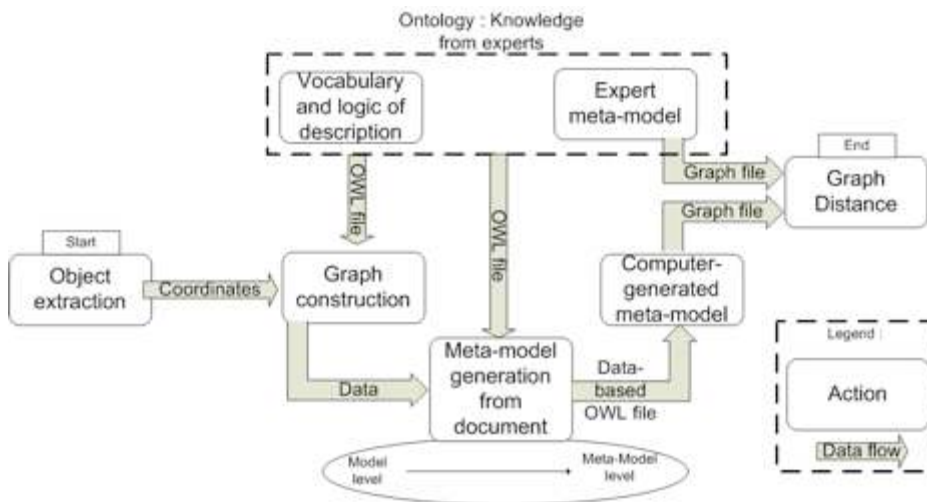 Ontology : Knowledge
from experts
Vocabulary
and logic of
description
Expert
meta-model
OWL file
OWL file
Graph file
End
Graph
Distance
Graph file
Start
Object
extraction
Coordinates
Graph
construction
Computer-
generated
meta-model
Data
Meta-model
generation
from
document
Data-
based
OWL file
Model
level
Meta-Model
level
Legend :
Action
Data flow